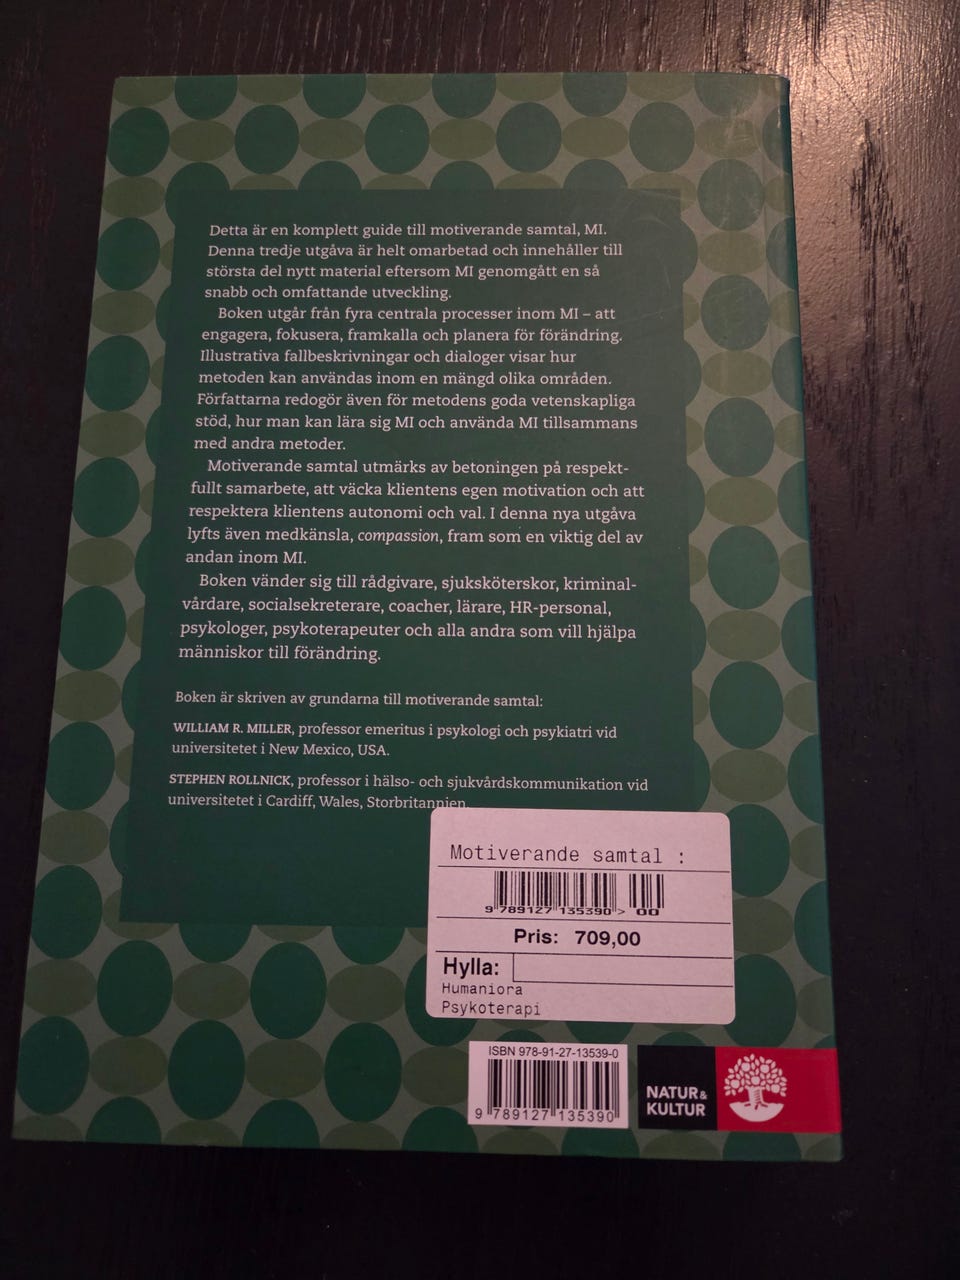 Detta är en komplett guide till motiverande samtal, MI.
Denna tredje utgåva är helt omarbetad och innehåller till
största del nytt material eftersom MI genomgått en så
snabb och omfattande utveckling.
Boken utgår från fyra centrala processer inom MI – att
engagera, fokusera, framkalla och planera för förändring.
Illustrativa fallbeskrivningar och dialoger visar hur
metoden kan användas inom en mängd olika områden.
Författarna redogör även för metodens goda vetenskapliga
stöd, hur man kan lära sig MI och använda MI tillsammans
med andra metoder.
Motiverande samtal utmärks av betoningen på respekt-
fullt samarbete, att väcka klientens egen motivation och att
respektera klientens autonomi och val. I denna nya utgåva
lyfts även medkänsla, compassion, fram som en viktig del av
andan inom MI.
Boken vänder sig till rådgivare, sjuksköterskor, kriminal-
vårdare, socialsekreterare, coacher, lärare, HR-personal,
psykologer, psykoterapeuter och alla andra som vill hjälpa
människor till förändring.
Boken är skriven av grundarna till motiverande samtal:
WILLIAM R. MILLER, professor emeritus i psykologi och psykiatri vid
universitetet i New Mexico, USA.
STEPHEN ROLLNICK, professor i hälso- och sjukvårdskommunikation vid
universitetet i Cardiff, Wales, Storbritannien.
Motiverande samtal :
9 789127 135390 > 00
Pris: 709,00
Hylla:
Humaniora
Psykoterapi
ISBN 978-91-27-13539-0
9 789127 135390
NATUR &
KULTUR